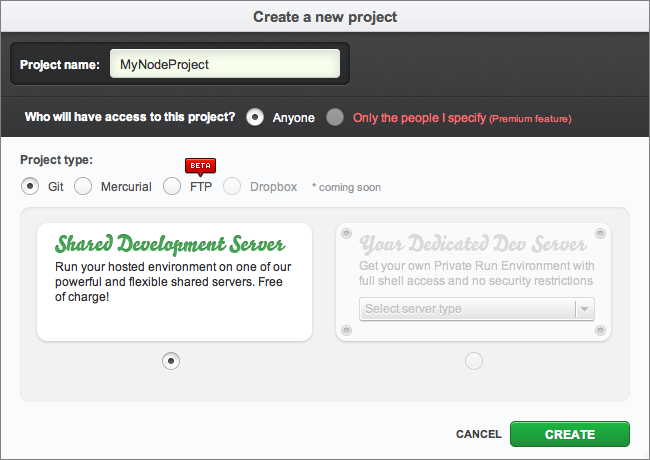 Create a new project
Project name: MyNodeProject
Who will have access to this project? Anyone Only the people I specify (Premium feature)
Project type:
BETA
Git Mercurial FTP Dropbox * coming soon
Shared Development Server
Run your hosted environment on one of our
powerful and flexible shared servers. Free
of charge!
Your Dedicated Dev Server
Get your own Private Run Environment with
full shell access and no security restrictions
Select server type
CANCEL CREATE